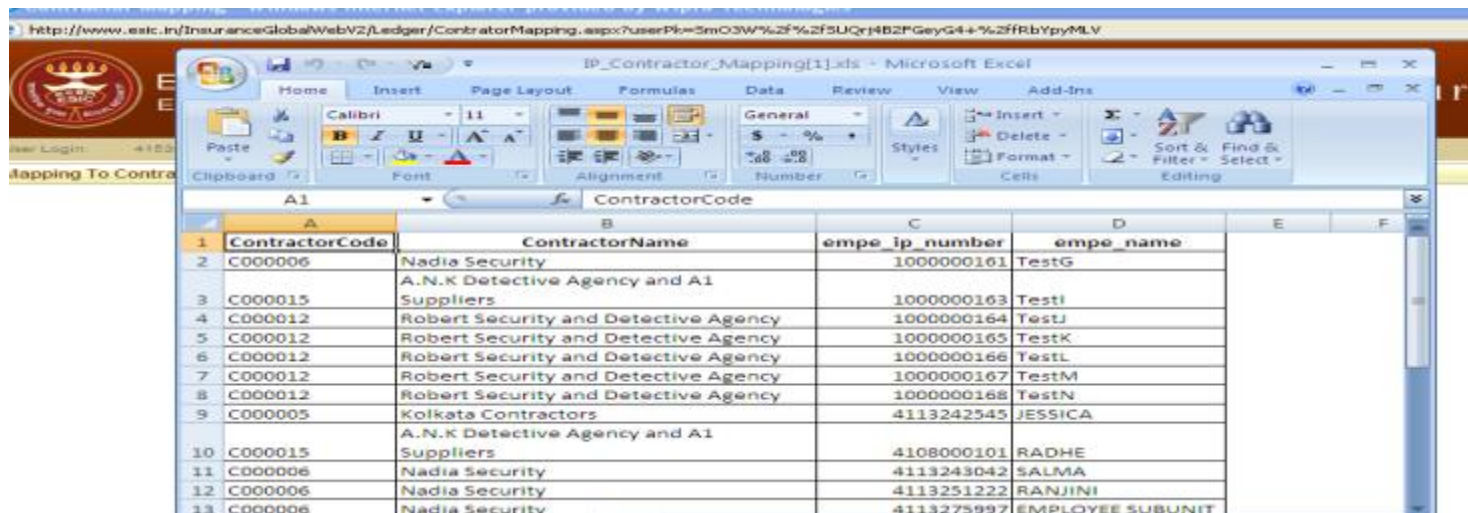 http://www.esic.in/InsuranceGlobalWebV2/Ledger/ContratorMapping.aspx?userPk=
IP_Contractor_Mapping[1].xls - Microsoft Excel
Home Insert Page Layout Formulas Data Review View Add-Ins
Calibri 11 General Insert Σ
Paste B I U A A $ % Styles Delete Sort & Find &
Format Filter Select
Clipboard Font Alignment Number Cells Editing
User Login:
Mapping To Contra
A1 fx ContractorCode
A B C D E F
1 ContractorCode ContractorName empe_ip_number empe_name
2 C000006 Nadia Security 1000000161 TestG
A.N.K Detective Agency and A1
3 C000015 Suppliers 1000000163 TestI
4 C000012 Robert Security and Detective Agency 1000000164 TestJ
5 C000012 Robert Security and Detective Agency 1000000165 TestK
6 C000012 Robert Security and Detective Agency 1000000166 TestL
7 C000012 Robert Security and Detective Agency 1000000167 TestM
8 C000012 Robert Security and Detective Agency 1000000168 TestN
9 C000005 Kolkata Contractors 4113242545 JESSICA
A.N.K Detective Agency and A1
10 C000015 Suppliers 4108000101 RADHE
11 C000006 Nadia Security 4113243042 SALMA
12 C000006 Nadia Security 4113251222 RANJINI
13 C000006 Nadia Security 4113275997 EMPLOYEE SUBUNIT